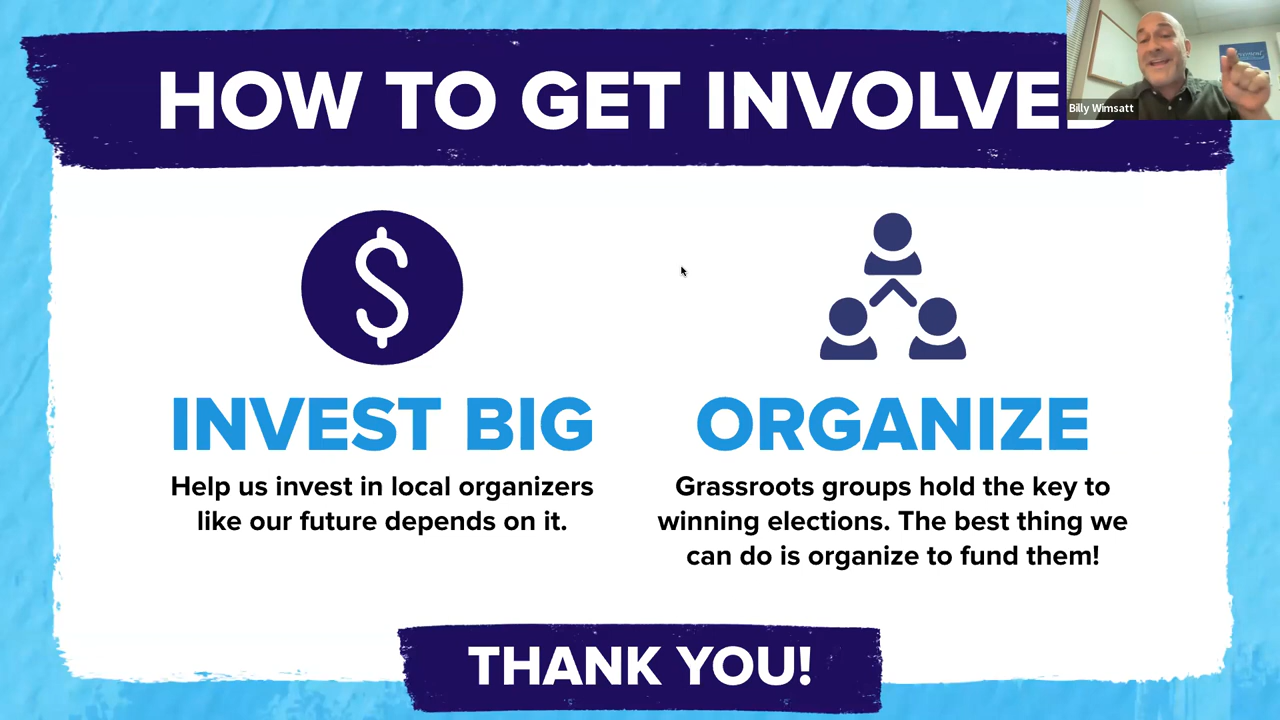 HOW TO GET INVOLVED
Billy Wimsatt
INVEST BIG
Help us invest in local organizers
like our future depends on it.
ORGANIZE
Grassroots groups hold the key to
winning elections. The best thing we
can do is organize to fund them!
THANK YOU!